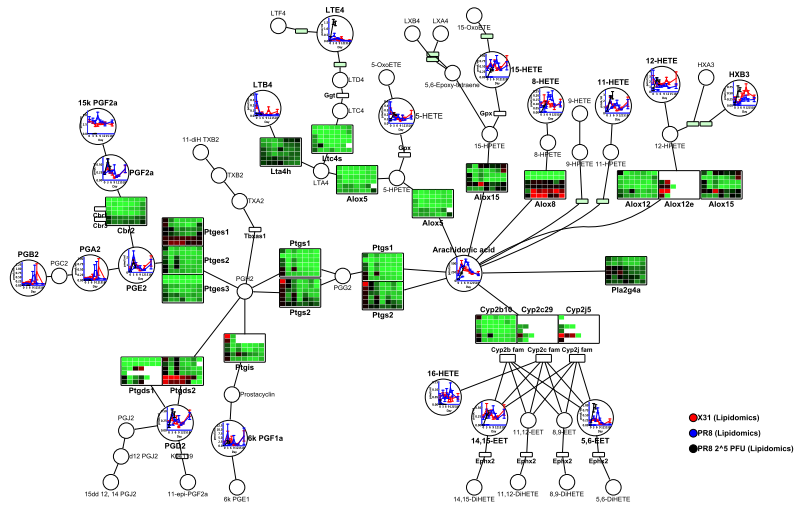 LTF4
LTE4
LXB4
LXA4
15-OxoETE
5-OxoETE
LTD4
5,6-Epoxy-tetraene
15-HETE
8-HETE
11-HETE
12-HETE
HXA3
HXB3
LTB4
Ggt
LTC4
15k PGF2a
5-HETE
Gpx
9-HETE
Gpx
11-diH TXB2
Lta4h
Ltc4s
15-HPETE
8-HPETE
9-HPETE
11-HPETE
12-HPETE
PGF2a
TXB2
LTA4
Alox5
5-HPETE
Alox15
Alox8
Alox12
Alox12e
Alox15
TXA2
Cbr1
Cbr2
Cbr3
Alox5
Ptges1
Tbxas1
Ptgs1
Ptgs1
Arachidonic acid
PGB2
PGC2
PGA2
PGE2
Ptges2
Ptges3
PGH2
PGG2
Ptgs2
Ptgs2
Pla2g4a
Cyp2b10
Cyp2c29
Cyp2j5
Cyp2b fam
Cyp2c fam
Cyp2j fam
Ptgis
Ptgds1
Ptgds2
16-HETE
Prostacyclin
PGJ2
PGD2
6k PGF1a
14,15-EET
11,12-EET
8,9-EET
5,6-EET
X31 (Lipidomics)
PR8 (Lipidomics)
PR8 2^5 PFU (Lipidomics)
d12 PGJ2
Ephx2
Ephx2
Ephx2
Ephx2
15dd 12, 14 PGJ2
11-epi-PGF2a
6k PGE1
14,15-DiHETE
11,12-DiHETE
8,9-DiHETE
5,6-DiHETE